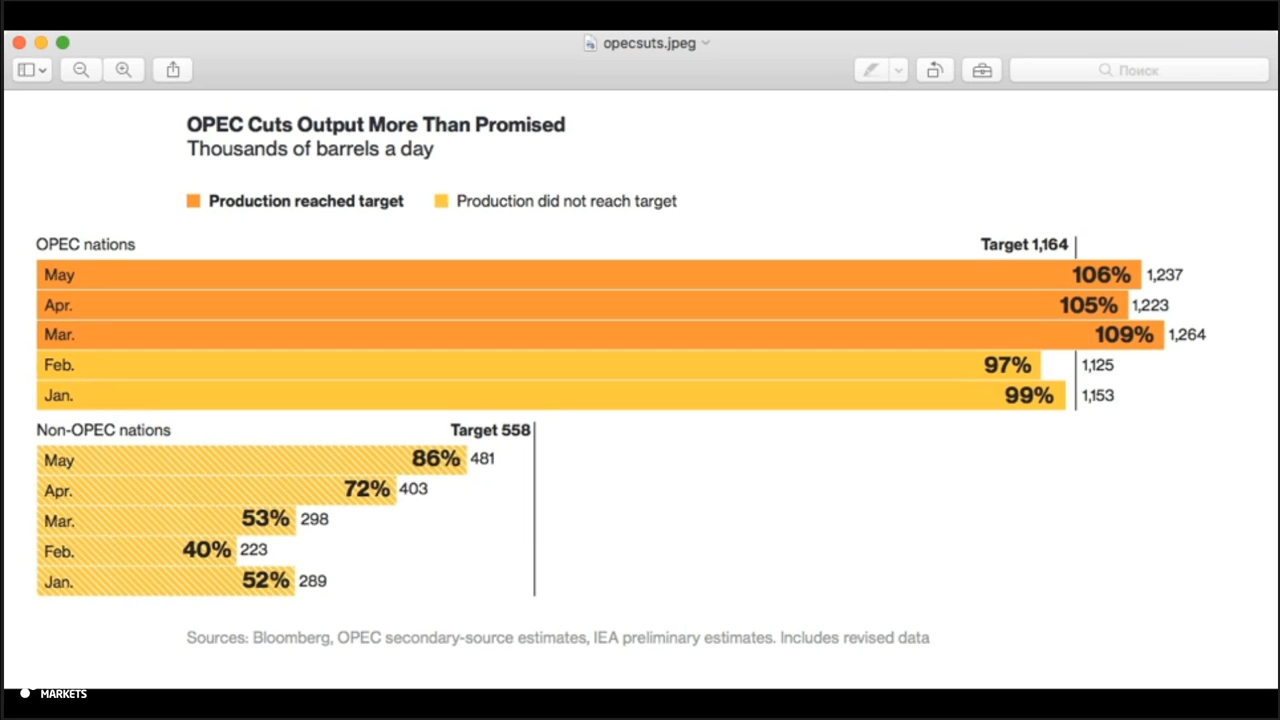 opecsuts.jpeg
Поиск
OPEC Cuts Output More Than Promised
Thousands of barrels a day
Production reached target
Production did not reach target
OPEC nations
Target 1,164
May 106% 1,237
Apr. 105% 1,223
Mar. 109% 1,264
Feb. 97% 1,125
Jan. 99% 1,153
Non-OPEC nations
Target 558
May 86% 481
Apr. 72% 403
Mar. 53% 298
Feb. 40% 223
Jan. 52% 289
Sources: Bloomberg, OPEC secondary-source estimates, IEA preliminary estimates. Includes revised data
MARKETS